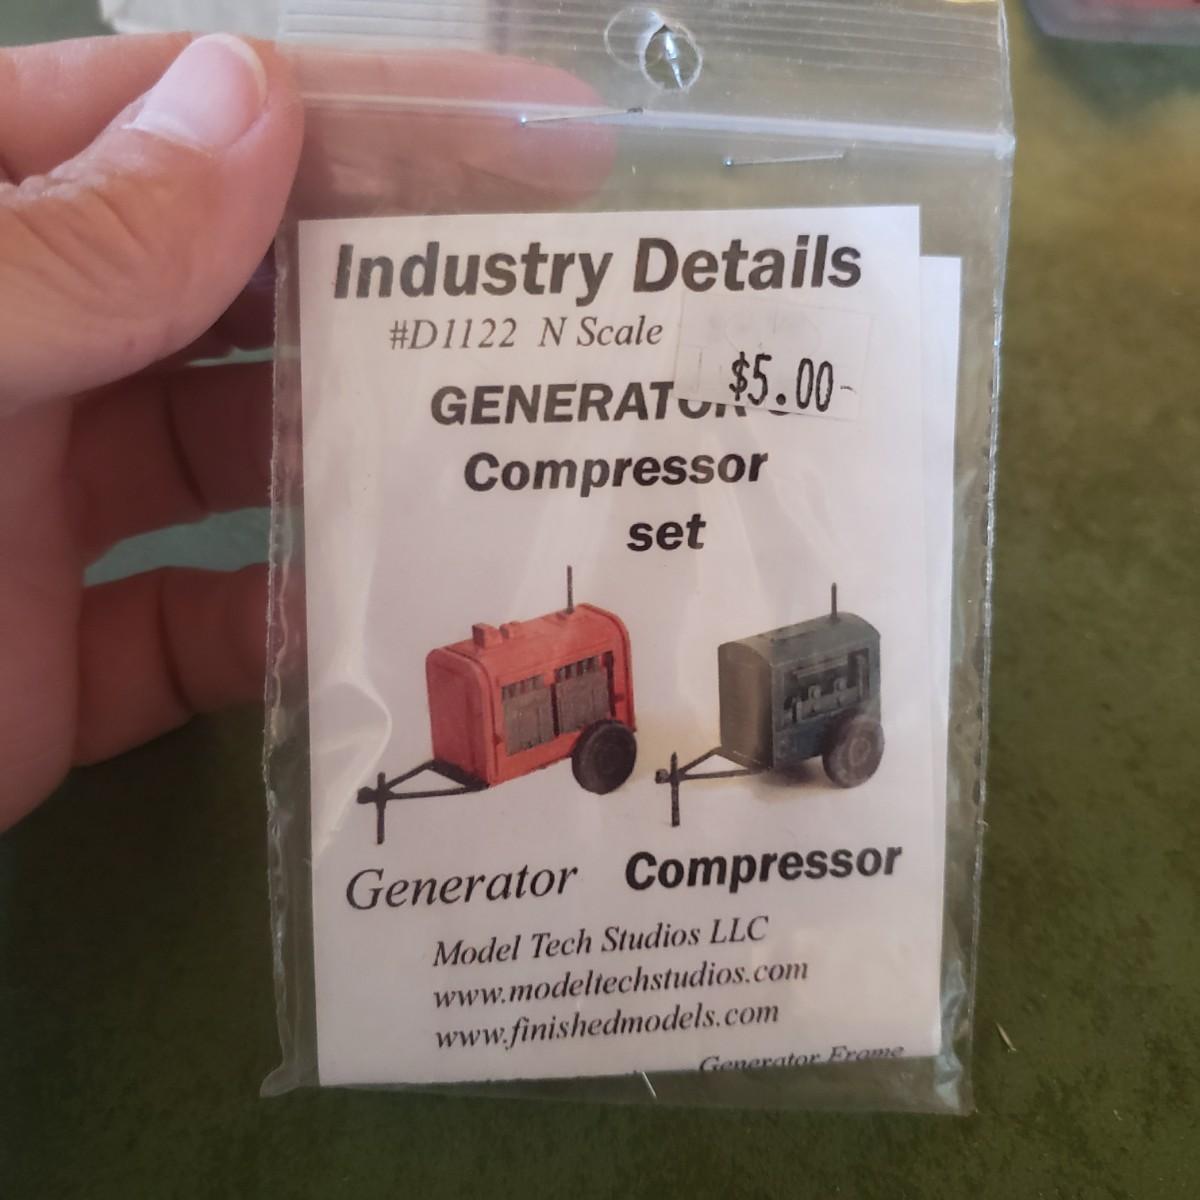 Industry Details
#D1122 N Scale
$5.00-
Compressor
set
Generator Compressor
Model Tech Studios LLC
www.modeltechstudios.com
www.finishedmodels.com
Generator Frame